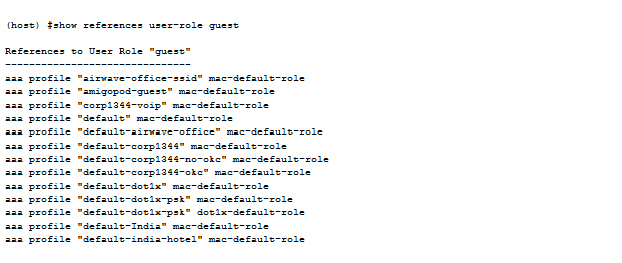 (host) #show references user-role guest
References to User Role "guest"
-------------------------------
aaa profile "airwave-office-ssid" mac-default-role
aaa profile "amigopod-guest" mac-default-role
aaa profile "corp1344-voip" mac-default-role
aaa profile "default" mac-default-role
aaa profile "default-airwave-office" mac-default-role
aaa profile "default-corp1344" mac-default-role
aaa profile "default-corp1344-no-okc" mac-default-role
aaa profile "default-corp1344-okc" mac-default-role
aaa profile "default-dot1x" mac-default-role
aaa profile "default-dot1x-psk" mac-default-role
aaa profile "default-dot1x-psk" dot1x-default-role
aaa profile "default-India" mac-default-role
aaa profile "default-india-hotel" mac-default-role